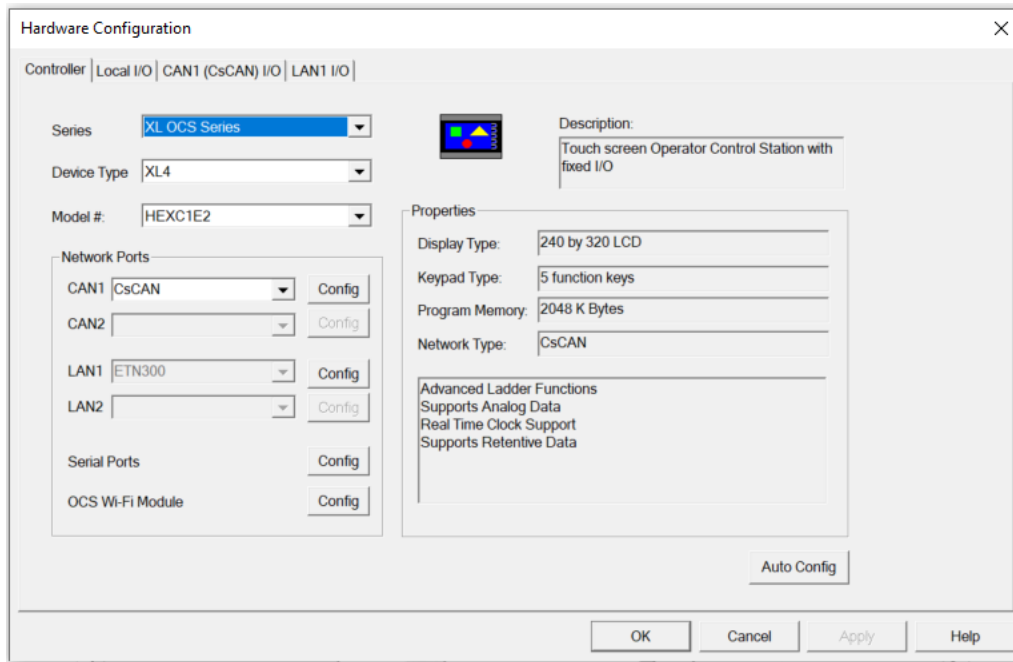 Hardware Configuration
Controller Local I/O CAN1 (CsCAN) I/O LAN1 I/O
Series XL OCS Series
Device Type XL4
Model #: HEXC1E2
Description:
Touch screen Operator Control Station with
fixed I/O
Network Ports
CAN1 CsCAN Config
CAN2 Config
LAN1 ETN300 Config
LAN2 Config
Serial Ports Config
OCS Wi-Fi Module Config
Properties
Display Type: 240 by 320 LCD
Keypad Type: 5 function keys
Program Memory: 2048 K Bytes
Network Type: CsCAN
Advanced Ladder Functions
Supports Analog Data
Real Time Clock Support
Supports Retentive Data
Auto Config
OK Cancel Apply Help